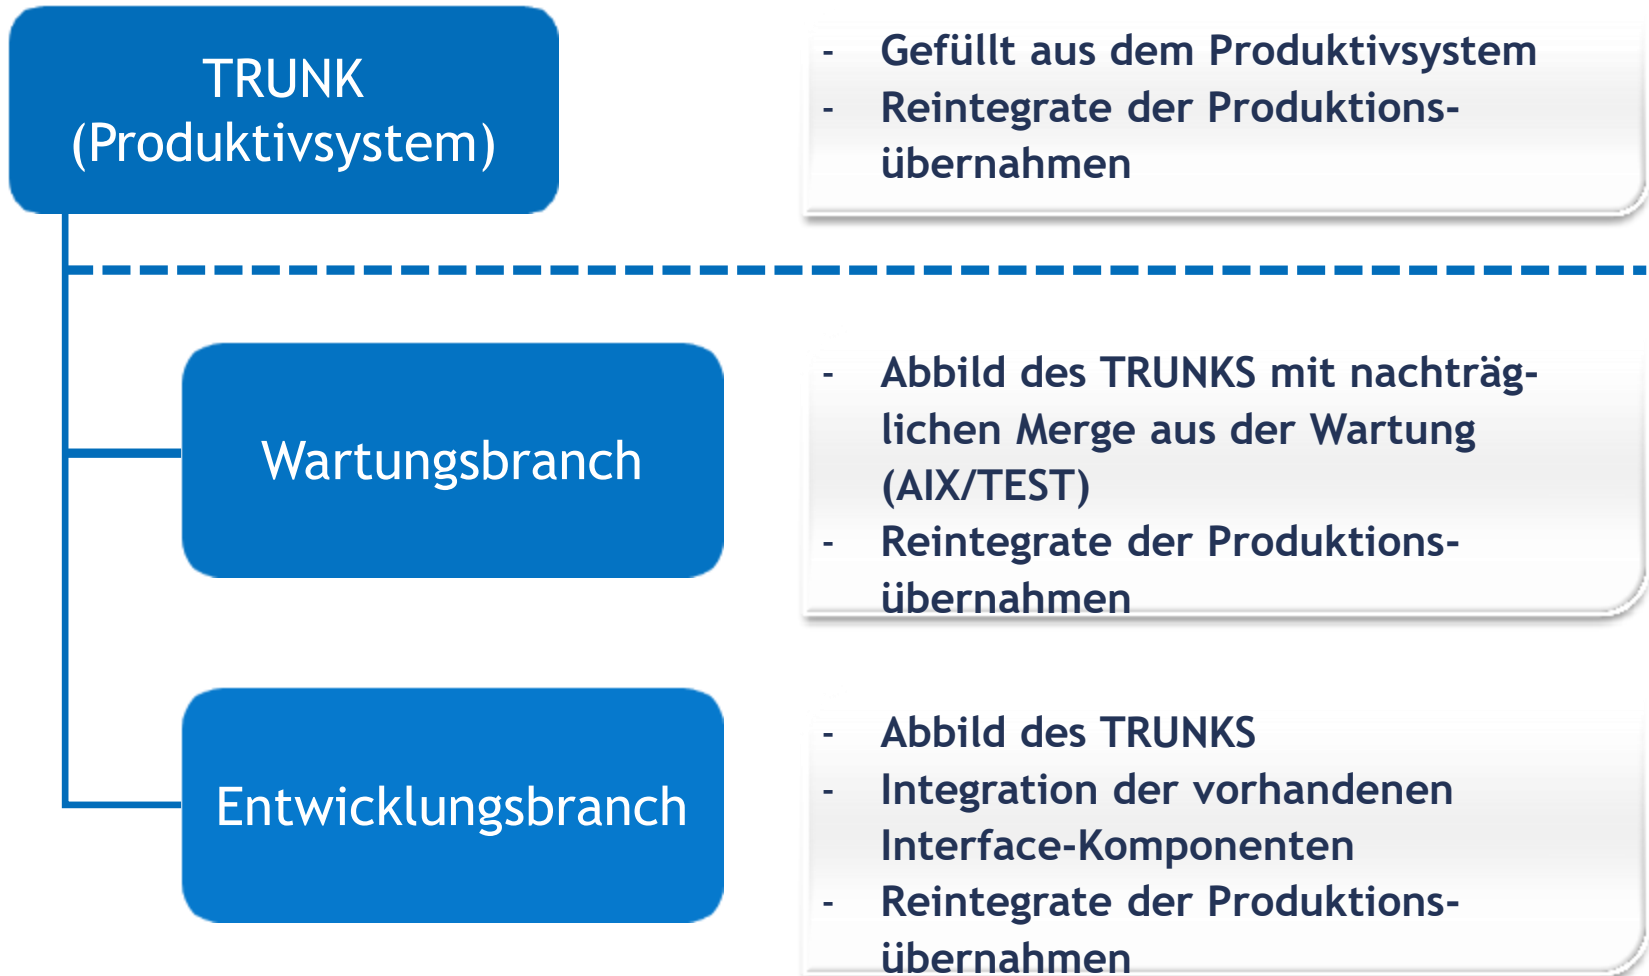 TRUNK
(Produktivsystem)
- Gefüllt aus dem Produktivsystem
- Reintegrate der Produktions-
übernahmen
Wartungsbranch
- Abbild des TRUNKS mit nachträg-
lichen Merge aus der Wartung
(AIX/TEST)
- Reintegrate der Produktions-
übernahmen
Entwicklungsbranch
- Abbild des TRUNKS
- Integration der vorhandenen
Interface-Komponenten
- Reintegrate der Produktions-
übernahmen